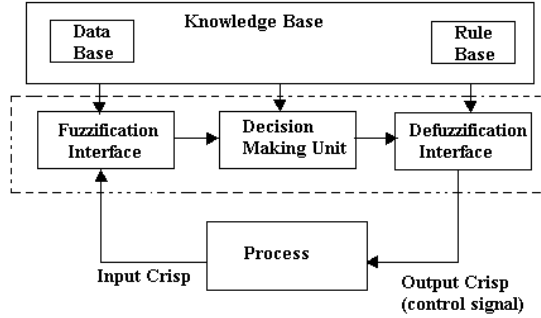 Knowledge Base
Data
Base
Rule
Base
Fuzzification
Interface
Decision
Making Unit
Defuzzification
Interface
Process
Input Crisp
Output Crisp
(control signal)